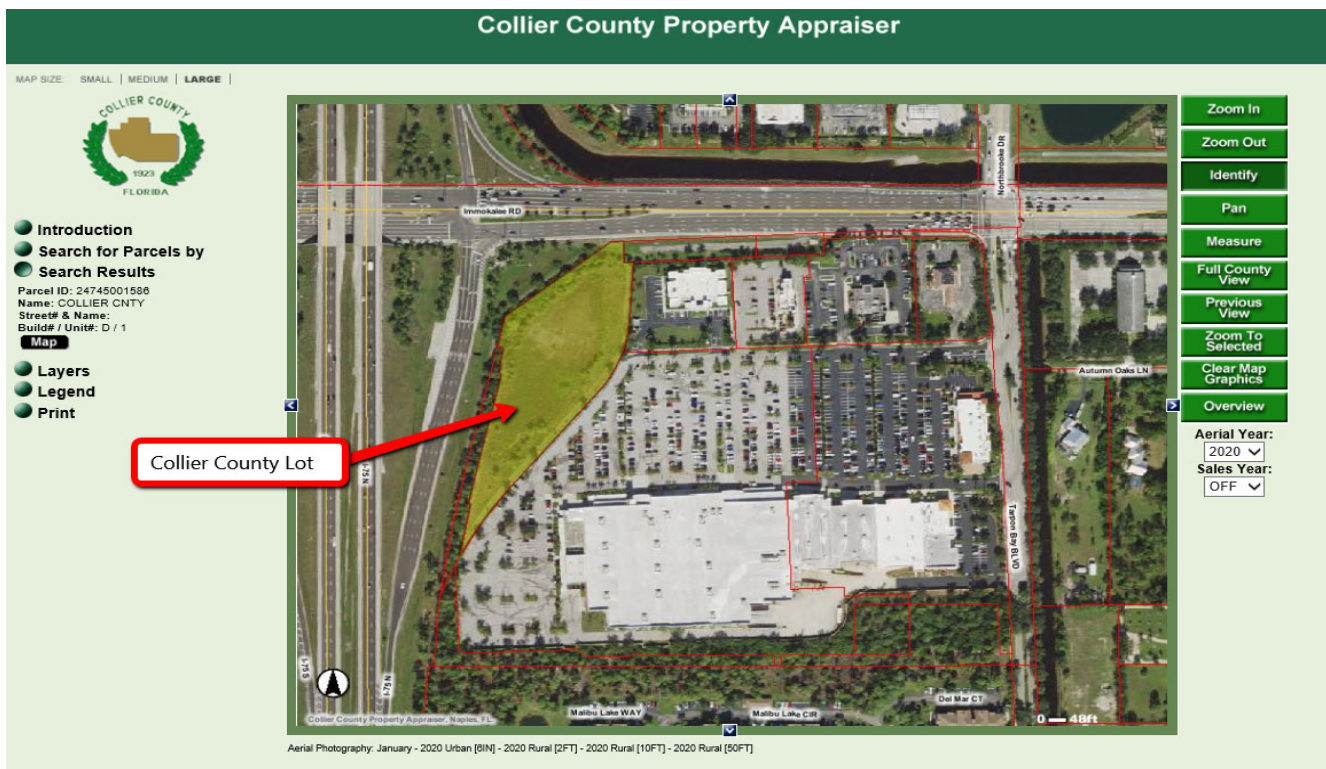 Collier County Property Appraiser
MAP SIZE: SMALL | MEDIUM | LARGE |
COLLIER COUNTY
1923
FLORIDA
Introduction
Search for Parcels by
Search Results
Parcel ID: 24745001586
Name: COLLIER CNTY
Street# & Name:
Build# / Unit#: D / 1
Map
Layers
Legend
Print
Collier County Lot
Immokalee RD
Northbrooke DR
Autumn Oaks LN
Tarpon Bay BLVD
I-75 N
I-75 S
I-75 N
Malibu Lake WAY
Malibu Lake CIR
Del Mar CT
Collier County Property Appraiser, Naples, FL
0 48ft
Zoom In
Zoom Out
Identify
Pan
Measure
Full County
View
Previous
View
Zoom To
Selected
Clear Map
Graphics
Overview
Aerial Year:
2020
Sales Year:
OFF
Aerial Photography: January - 2020 Urban [6IN] - 2020 Rural [2FT] - 2020 Rural [10FT] - 2020 Rural [50FT]